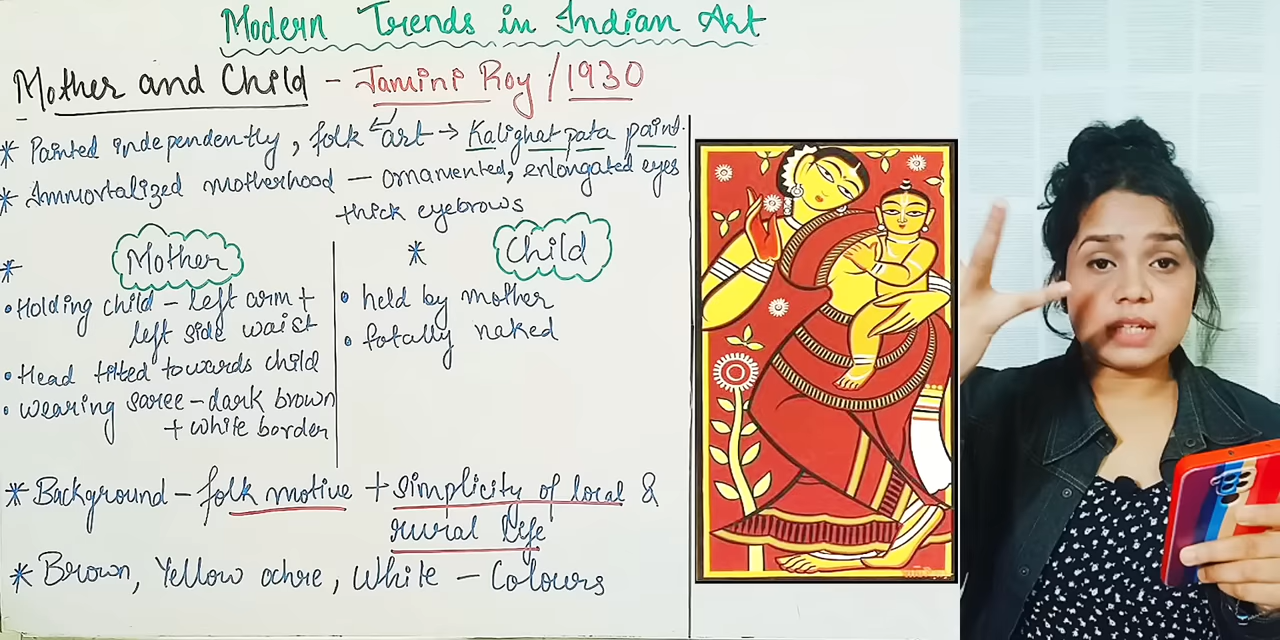 Modern Trends in Indian Art
Mother and Child - Jamini Roy / 1930
* Painted independently, folk art → Kalighat pata paint.
* Immortalized motherhood - ornamented, enlongated eyes
thick eyebrows
* Mother
• Holding child - left arm +
left side waist
• Head tilted towards child
• wearing saree - dark brown
+ white border
* Child
• held by mother
• totally naked
* Background - folk motive + simplicity of local &
rural life
* Brown, Yellow ochre, White - Colours